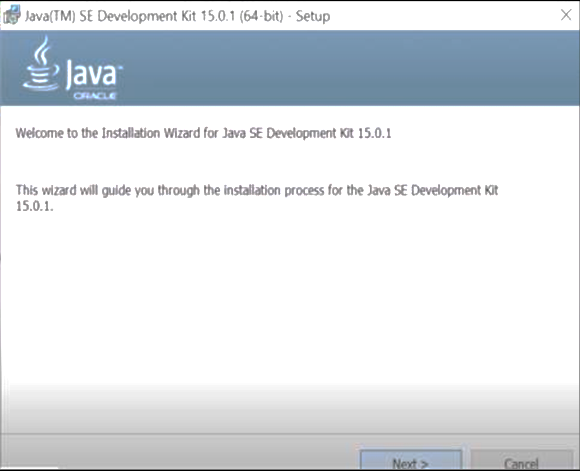 Java(TM) SE Development Kit 15.0.1 (64-bit) - Setup
Java™
ORACLE
Welcome to the Installation Wizard for Java SE Development Kit 15.0.1
This wizard will guide you through the installation process for the Java SE Development Kit
15.0.1.
Next > Cancel